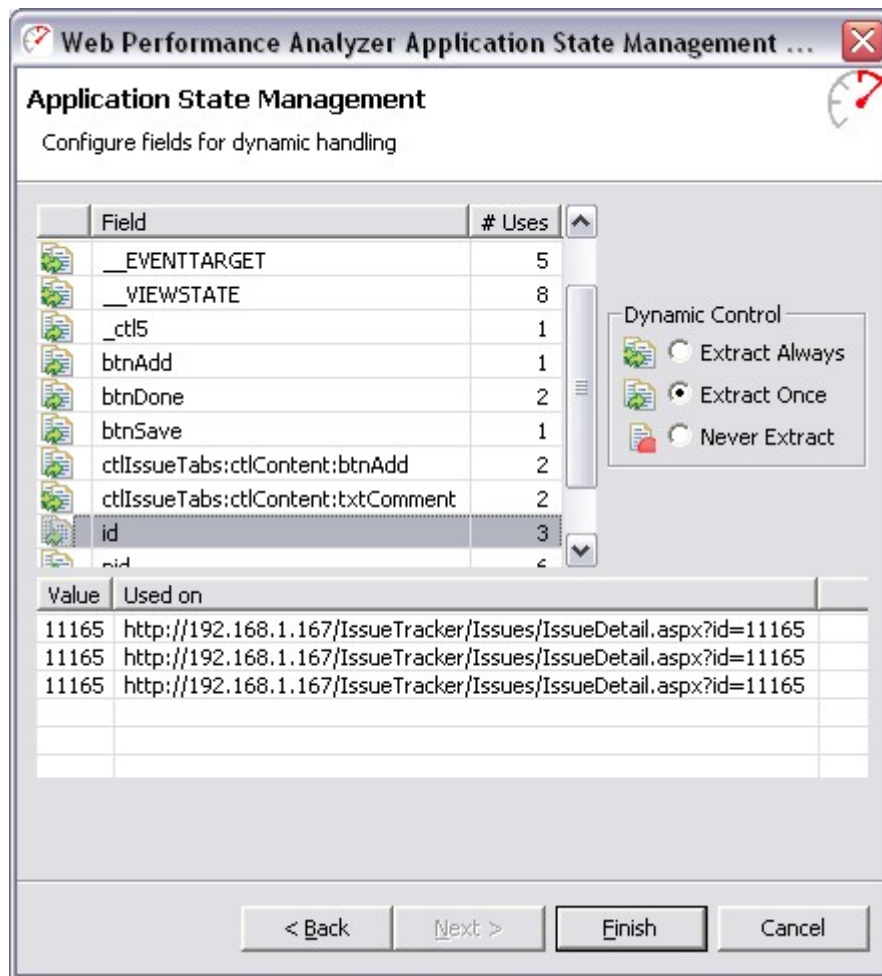 Web Performance Analyzer Application State Management ...
Application State Management
Configure fields for dynamic handling
Field # Uses
__EVENTTARGET 5
__VIEWSTATE 8
_ctl5 1
btnAdd 1
btnDone 2
btnSave 1
ctlIssueTabs:ctlContent:btnAdd 2
ctlIssueTabs:ctlContent:txtComment 2
id 3
pid 6
Dynamic Control
Extract Always
Extract Once
Never Extract
Value Used on
11165 http://192.168.1.167/IssueTracker/Issues/IssueDetail.aspx?id=11165
11165 http://192.168.1.167/IssueTracker/Issues/IssueDetail.aspx?id=11165
11165 http://192.168.1.167/IssueTracker/Issues/IssueDetail.aspx?id=11165
< Back Next > Finish Cancel